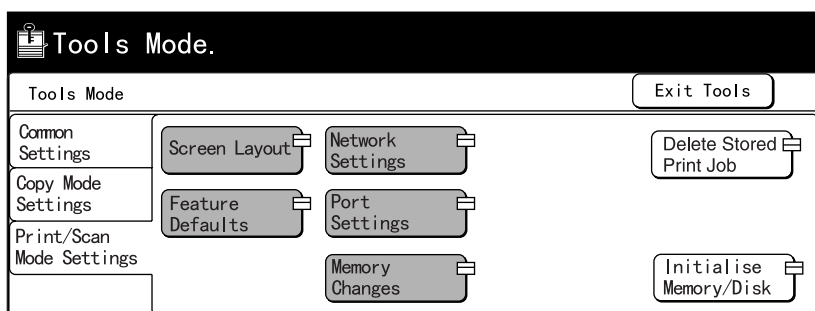 Tools Mode.
Tools Mode
Exit Tools
Common
Settings
Copy Mode
Settings
Print/Scan
Mode Settings
Screen Layout
Network
Settings
Delete Stored
Print Job
Feature
Defaults
Port
Settings
Memory
Changes
Initialise
Memory/Disk